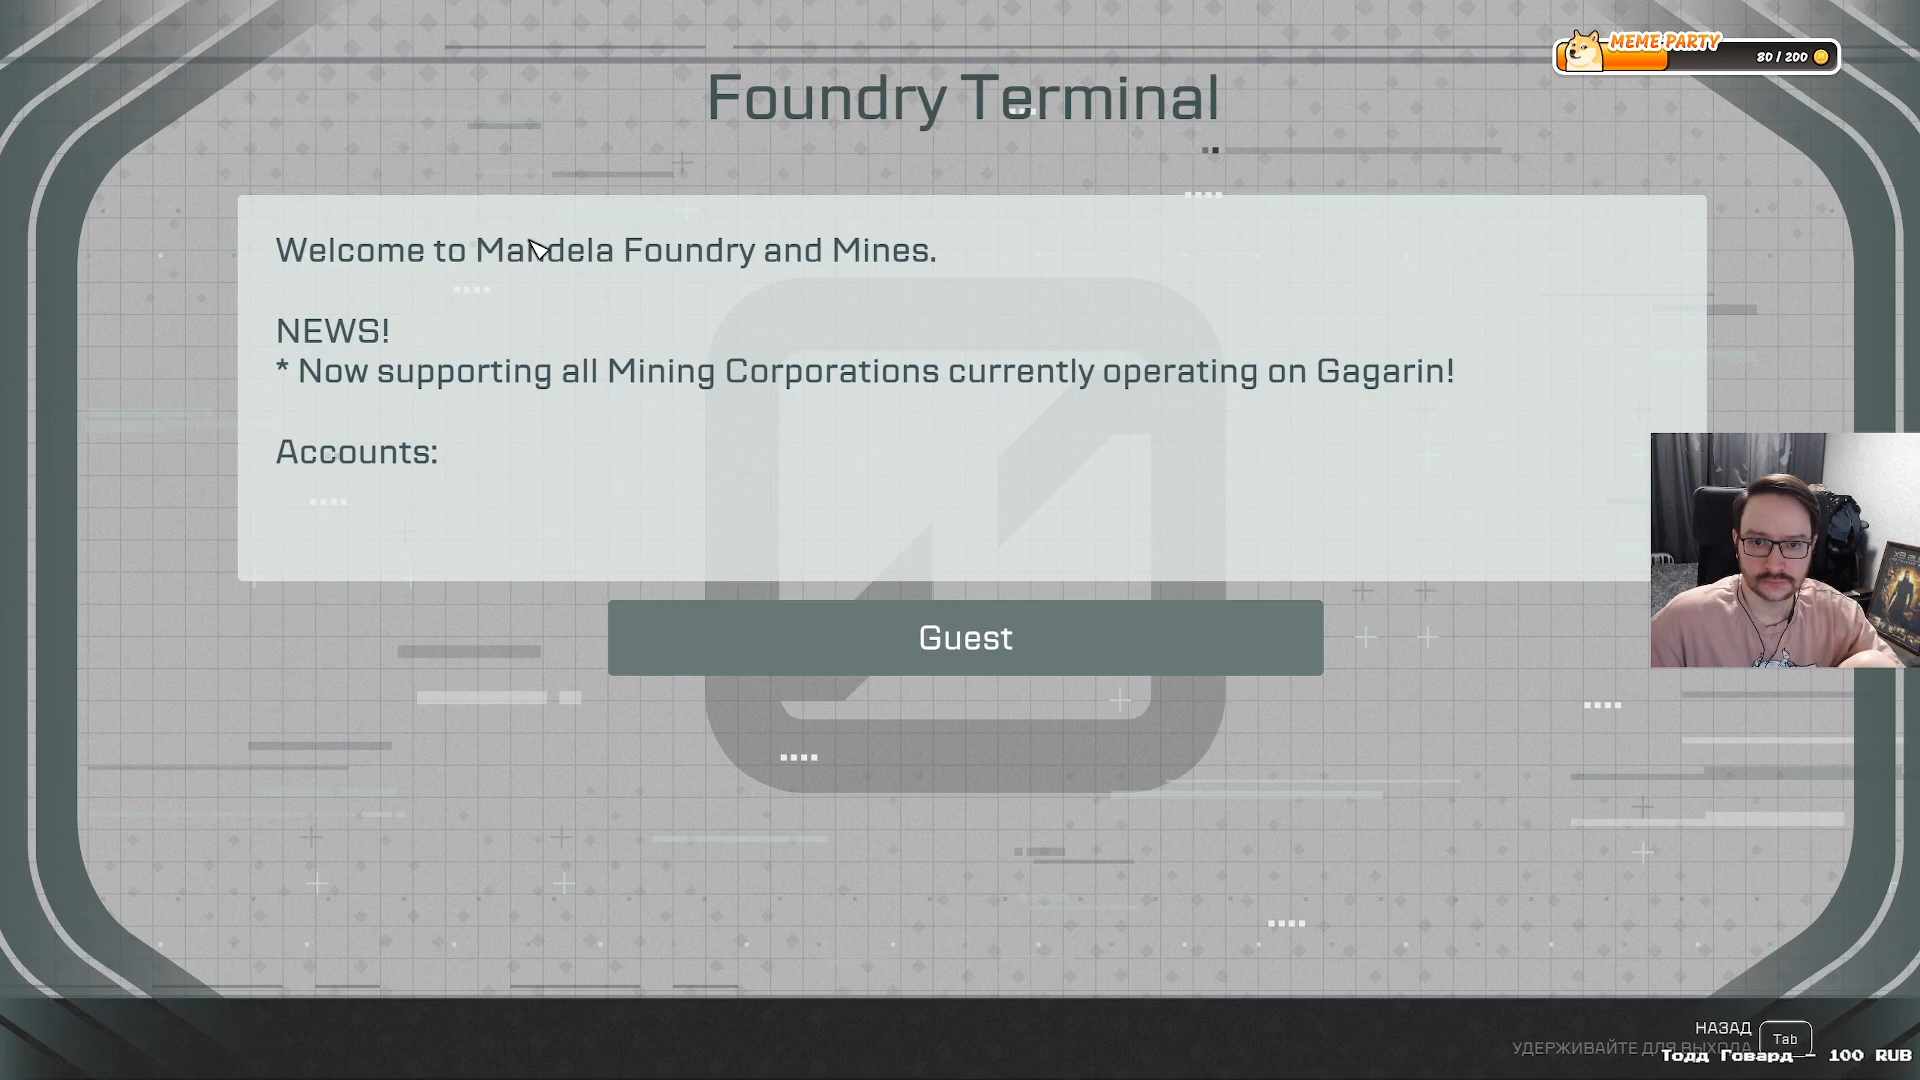 MEME PARTY
80 / 200
Foundry Terminal
Welcome to Mandela Foundry and Mines.
NEWS!
* Now supporting all Mining Corporations currently operating on Gagarin!
Accounts:
Guest
НАЗАД
Tab
УДЕРЖИВАЙТЕ ДЛЯ ВЫХОДА
Тодд Говард — 100 RUB